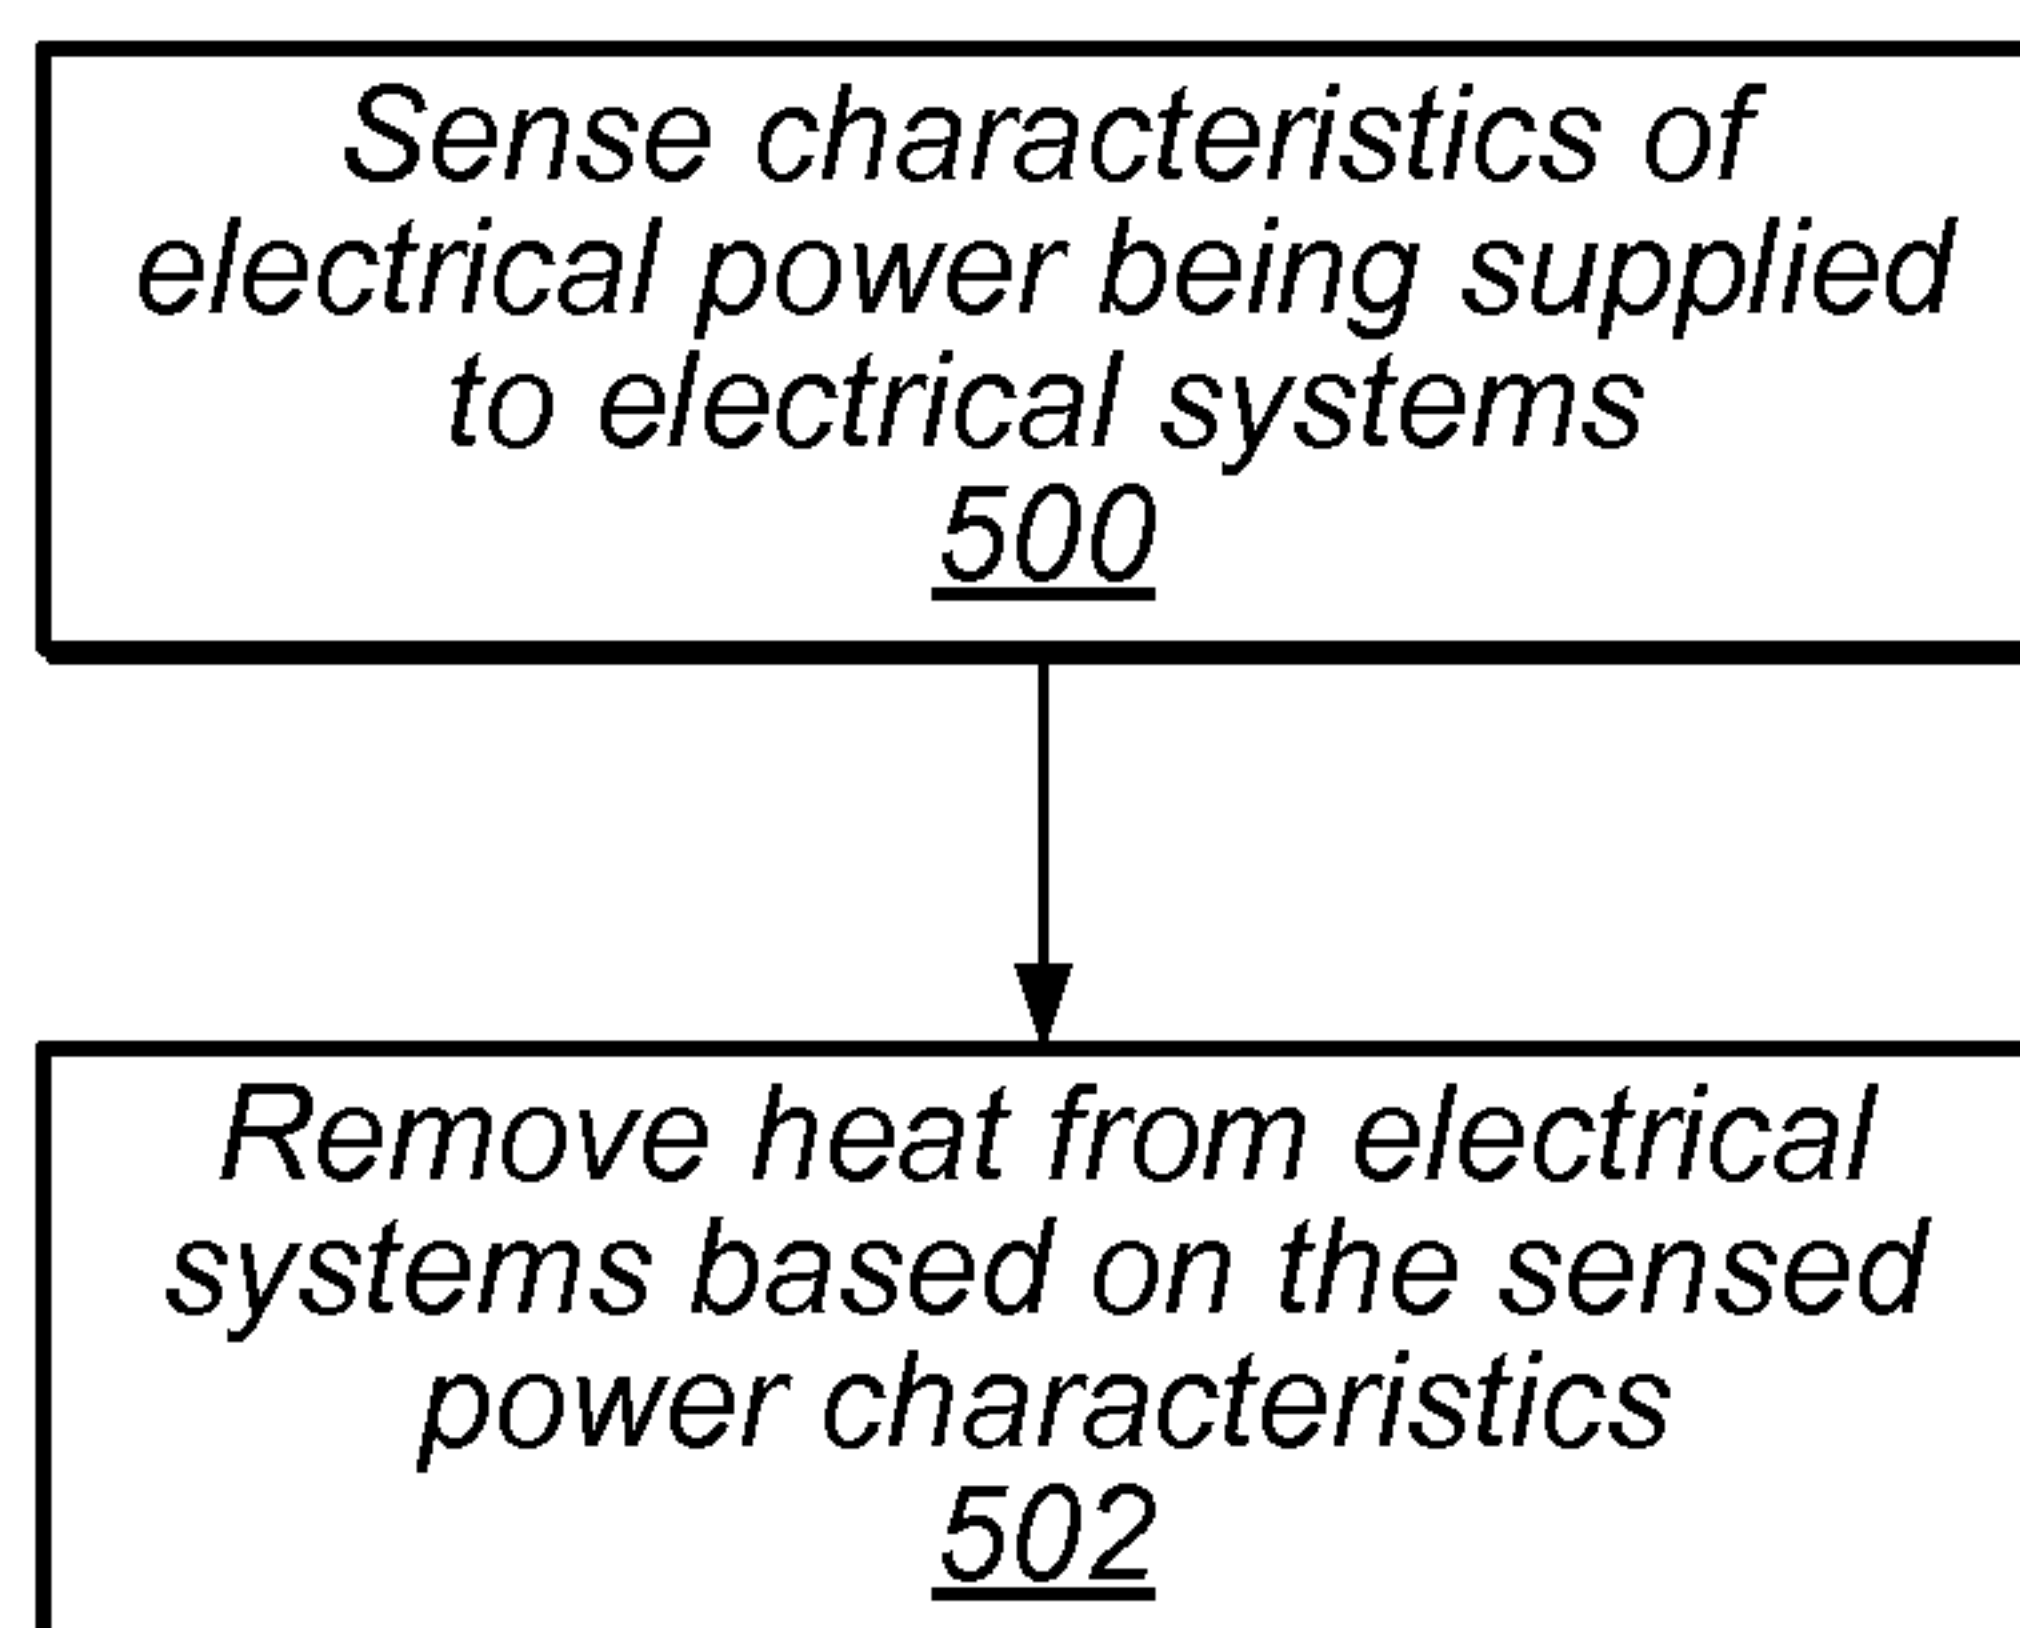 Sense characteristics of
electrical power being supplied
to electrical systems
500
Remove heat from electrical
systems based on the sensed
power characteristics
502